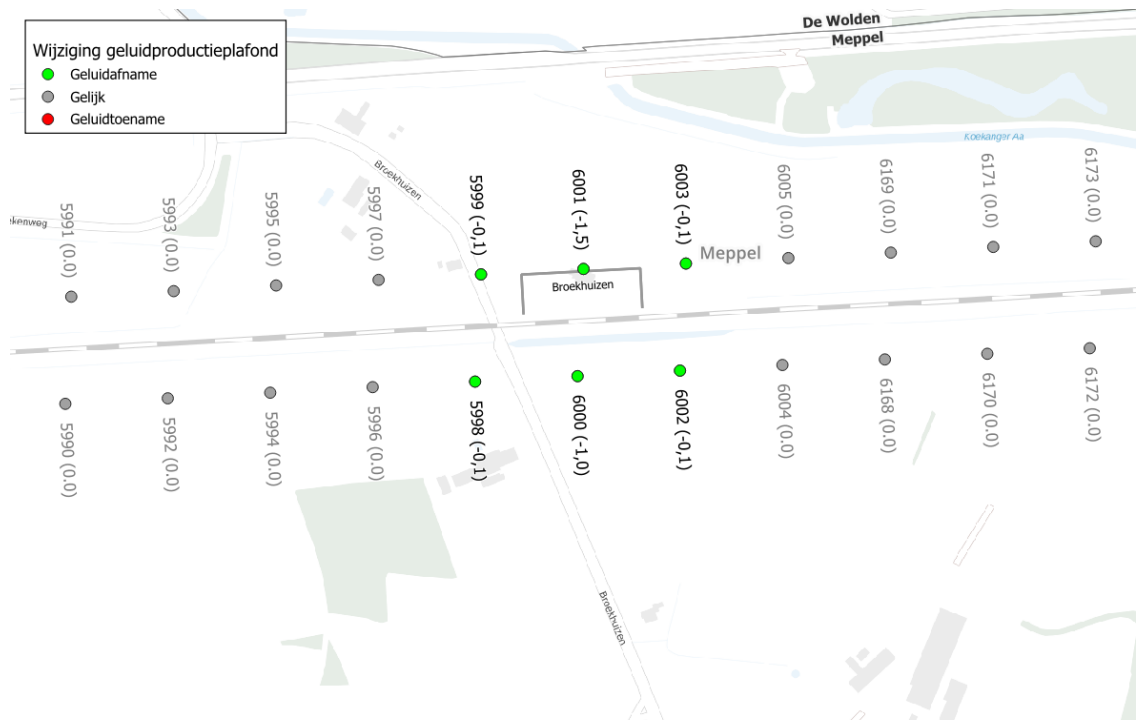 De Wolden
Meppel
Wijziging geluidproductieplafond
Geluidafname
Gelijk
Geluidtoename
Koekanger Aa
Broekhuizen
ekenweg
5991 (0.0)
5993 (0.0)
5995 (0.0)
5997 (0.0)
5999 (-0,1)
6001 (-1,5)
6003 (-0,1)
6005 (0.0)
6169 (0.0)
6171 (0.0)
6173 (0.0)
Meppel
Broekhuizen
5990 (0.0)
5992 (0.0)
5994 (0.0)
5996 (0.0)
5998 (-0,1)
6000 (-1,0)
6002 (-0,1)
6004 (0.0)
6168 (0.0)
6170 (0.0)
6172 (0.0)
Broekhuizen